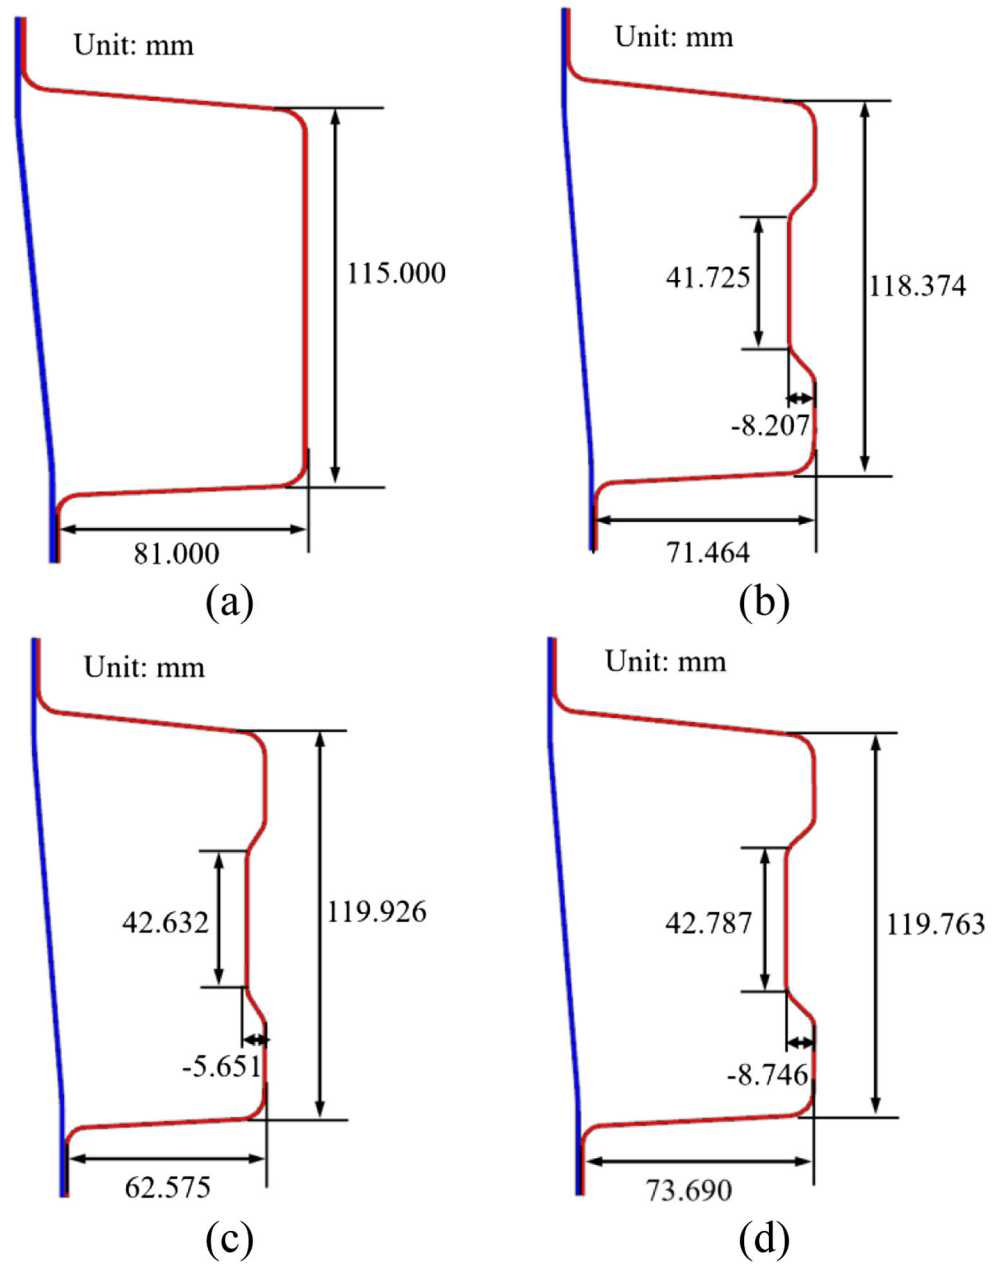 Unit: mm
115.000
81.000
(a)
Unit: mm
41.725
118.374
-8.207
71.464
(b)
Unit: mm
42.632
119.926
-5.651
62.575
(c)
Unit: mm
42.787
119.763
-8.746
73.690
(d)